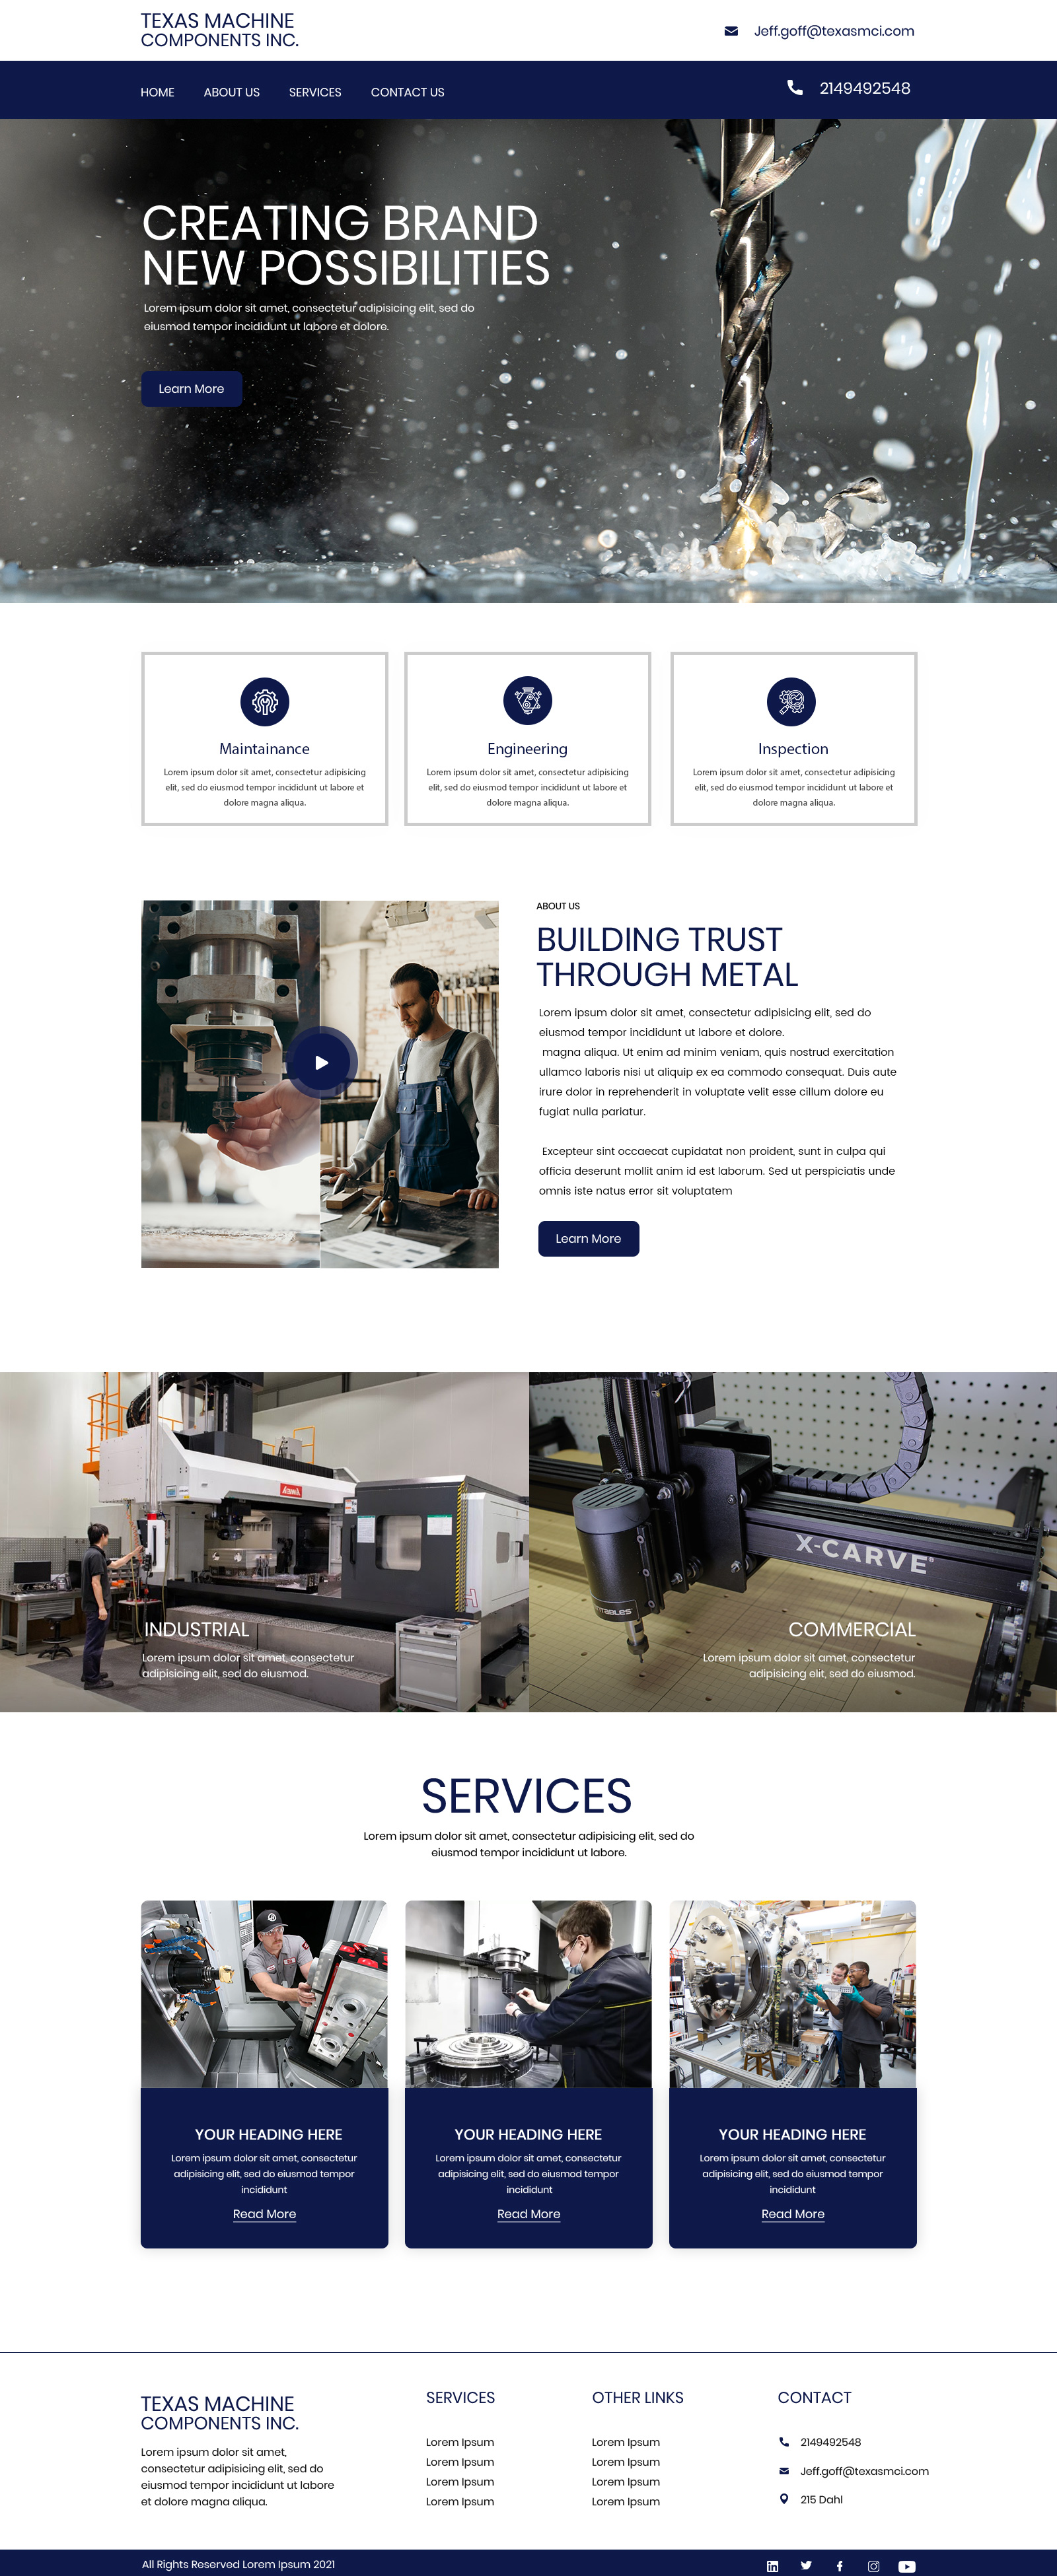 TEXAS MACHINE
COMPONENTS INC.
Jeff.goff@texasmci.com
HOME ABOUT US SERVICES CONTACT US
2149492548
CREATING BRAND
NEW POSSIBILITIES
Lorem ipsum dolor sit amet, consectetur adipisicing elit, sed do
eiusmod tempor incididunt ut labore et dolore.
Learn More
Maintainance
Lorem ipsum dolor sit amet, consectetur adipisicing
elit, sed do eiusmod tempor incididunt ut labore et
dolore magna aliqua.
Engineering
Lorem ipsum dolor sit amet, consectetur adipisicing
elit, sed do eiusmod tempor incididunt ut labore et
dolore magna aliqua.
Inspection
Lorem ipsum dolor sit amet, consectetur adipisicing
elit, sed do eiusmod tempor incididunt ut labore et
dolore magna aliqua.
ABOUT US
BUILDING TRUST
THROUGH METAL
Lorem ipsum dolor sit amet, consectetur adipisicing elit, sed do
eiusmod tempor incididunt ut labore et dolore.
magna aliqua. Ut enim ad minim veniam, quis nostrud exercitation
ullamco laboris nisi ut aliquip ex ea commodo consequat. Duis aute
irure dolor in reprehenderit in voluptate velit esse cillum dolore eu
fugiat nulla pariatur.
Excepteur sint occaecat cupidatat non proident, sunt in culpa qui
officia deserunt mollit anim id est laborum. Sed ut perspiciatis unde
omnis iste natus error sit voluptatem
Learn More
INDUSTRIAL
Lorem ipsum dolor sit amet, consectetur
adipisicing elit, sed do eiusmod.
X-CARVE®
COMMERCIAL
Lorem ipsum dolor sit amet, consectetur
adipisicing elit, sed do eiusmod.
SERVICES
Lorem ipsum dolor sit amet, consectetur adipisicing elit, sed do
eiusmod tempor incididunt ut labore.
YOUR HEADING HERE
Lorem ipsum dolor sit amet, consectetur
adipisicing elit, sed do eiusmod tempor
incididunt
Read More
YOUR HEADING HERE
Lorem ipsum dolor sit amet, consectetur
adipisicing elit, sed do eiusmod tempor
incididunt
Read More
YOUR HEADING HERE
Lorem ipsum dolor sit amet, consectetur
adipisicing elit, sed do eiusmod tempor
incididunt
Read More
TEXAS MACHINE
COMPONENTS INC.
Lorem ipsum dolor sit amet,
consectetur adipisicing elit, sed do
eiusmod tempor incididunt ut labore
et dolore magna aliqua.
SERVICES
Lorem Ipsum
Lorem Ipsum
Lorem Ipsum
Lorem Ipsum
OTHER LINKS
Lorem Ipsum
Lorem Ipsum
Lorem Ipsum
Lorem Ipsum
CONTACT
2149492548
Jeff.goff@texasmci.com
215 Dahl
All Rights Reserved Lorem Ipsum 2021